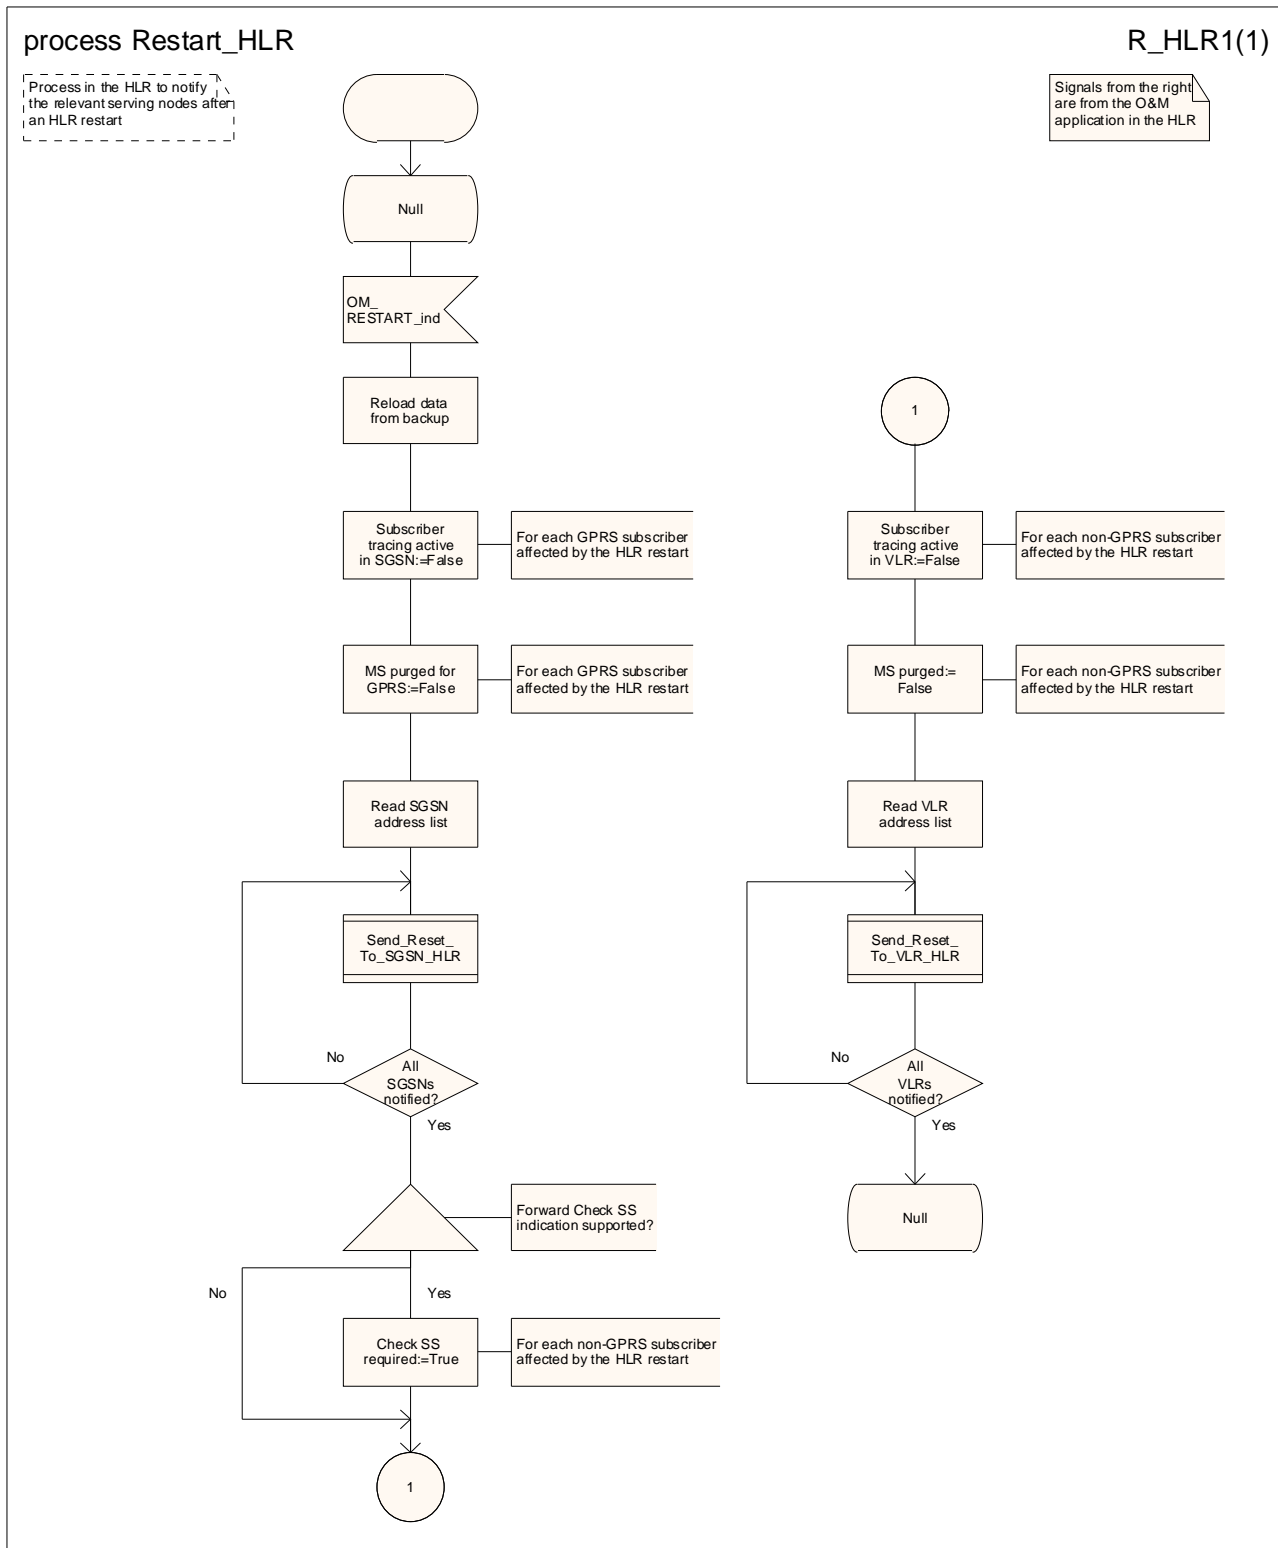 process Restart_HLR
R_HLR1(1)
Process in the HLR to notify
the relevant serving nodes after
an HLR restart
Signals from the right
are from the O&M
application in the HLR
Null
OM_
RESTART_ind
Reload data
from backup
Subscriber
tracing active
in SGSN:=False
For each GPRS subscriber
affected by the HLR restart
MS purged for
GPRS:=False
For each GPRS subscriber
affected by the HLR restart
Read SGSN
address list
Send_Reset_
To_SGSN_HLR
No
All
SGSNs
notified?
Yes
Forward Check SS
indication supported?
No
Yes
Check SS
required:=True
For each non-GPRS subscriber
affected by the HLR restart
1
1
Subscriber
tracing active
in VLR:=False
For each non-GPRS subscriber
affected by the HLR restart
MS purged:=
False
For each non-GPRS subscriber
affected by the HLR restart
Read VLR
address list
Send_Reset_
To_VLR_HLR
No
All
VLRs
notified?
Yes
Null